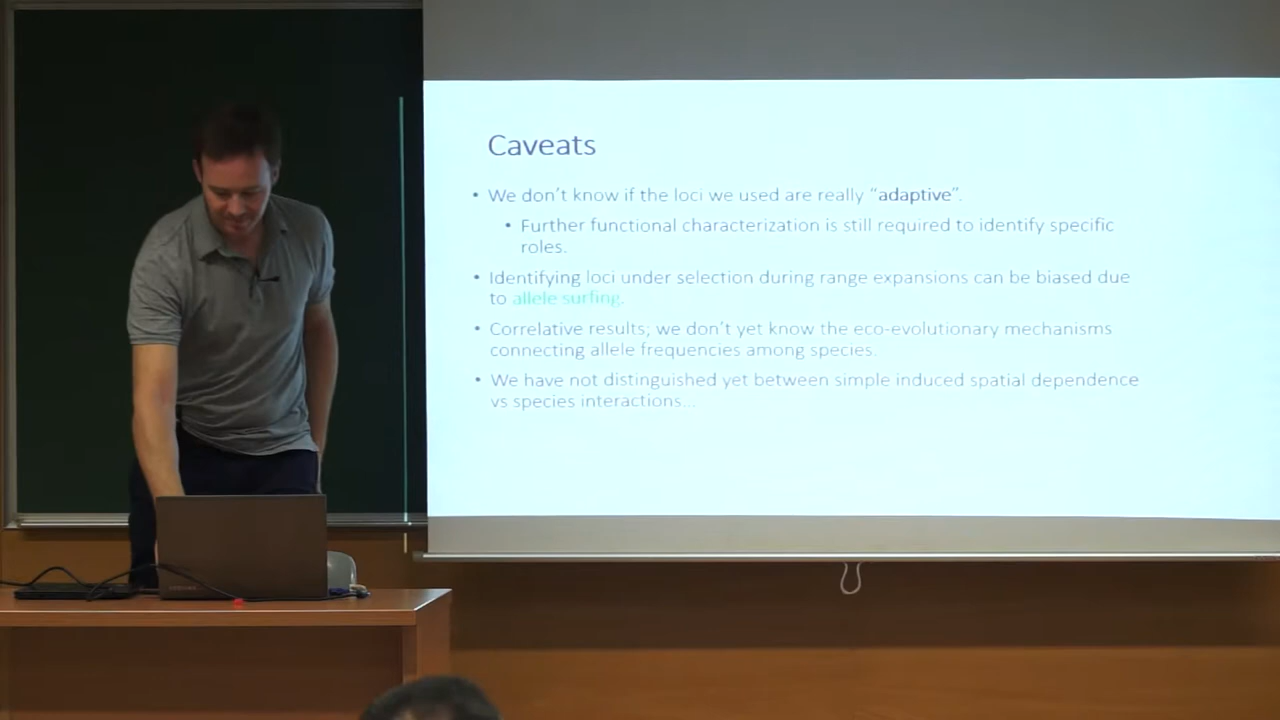 Caveats
• We don't know if the loci we used are really “adaptive”.
• Further functional characterization is still required to identify specific
roles.
• Identifying loci under selection during range expansions can be biased due
to allele surfing.
• Correlative results; we don't yet know the eco-evolutionary mechanisms
connecting allele frequencies among species.
• We have not distinguished yet between simple induced spatial dependence
vs species interactions...